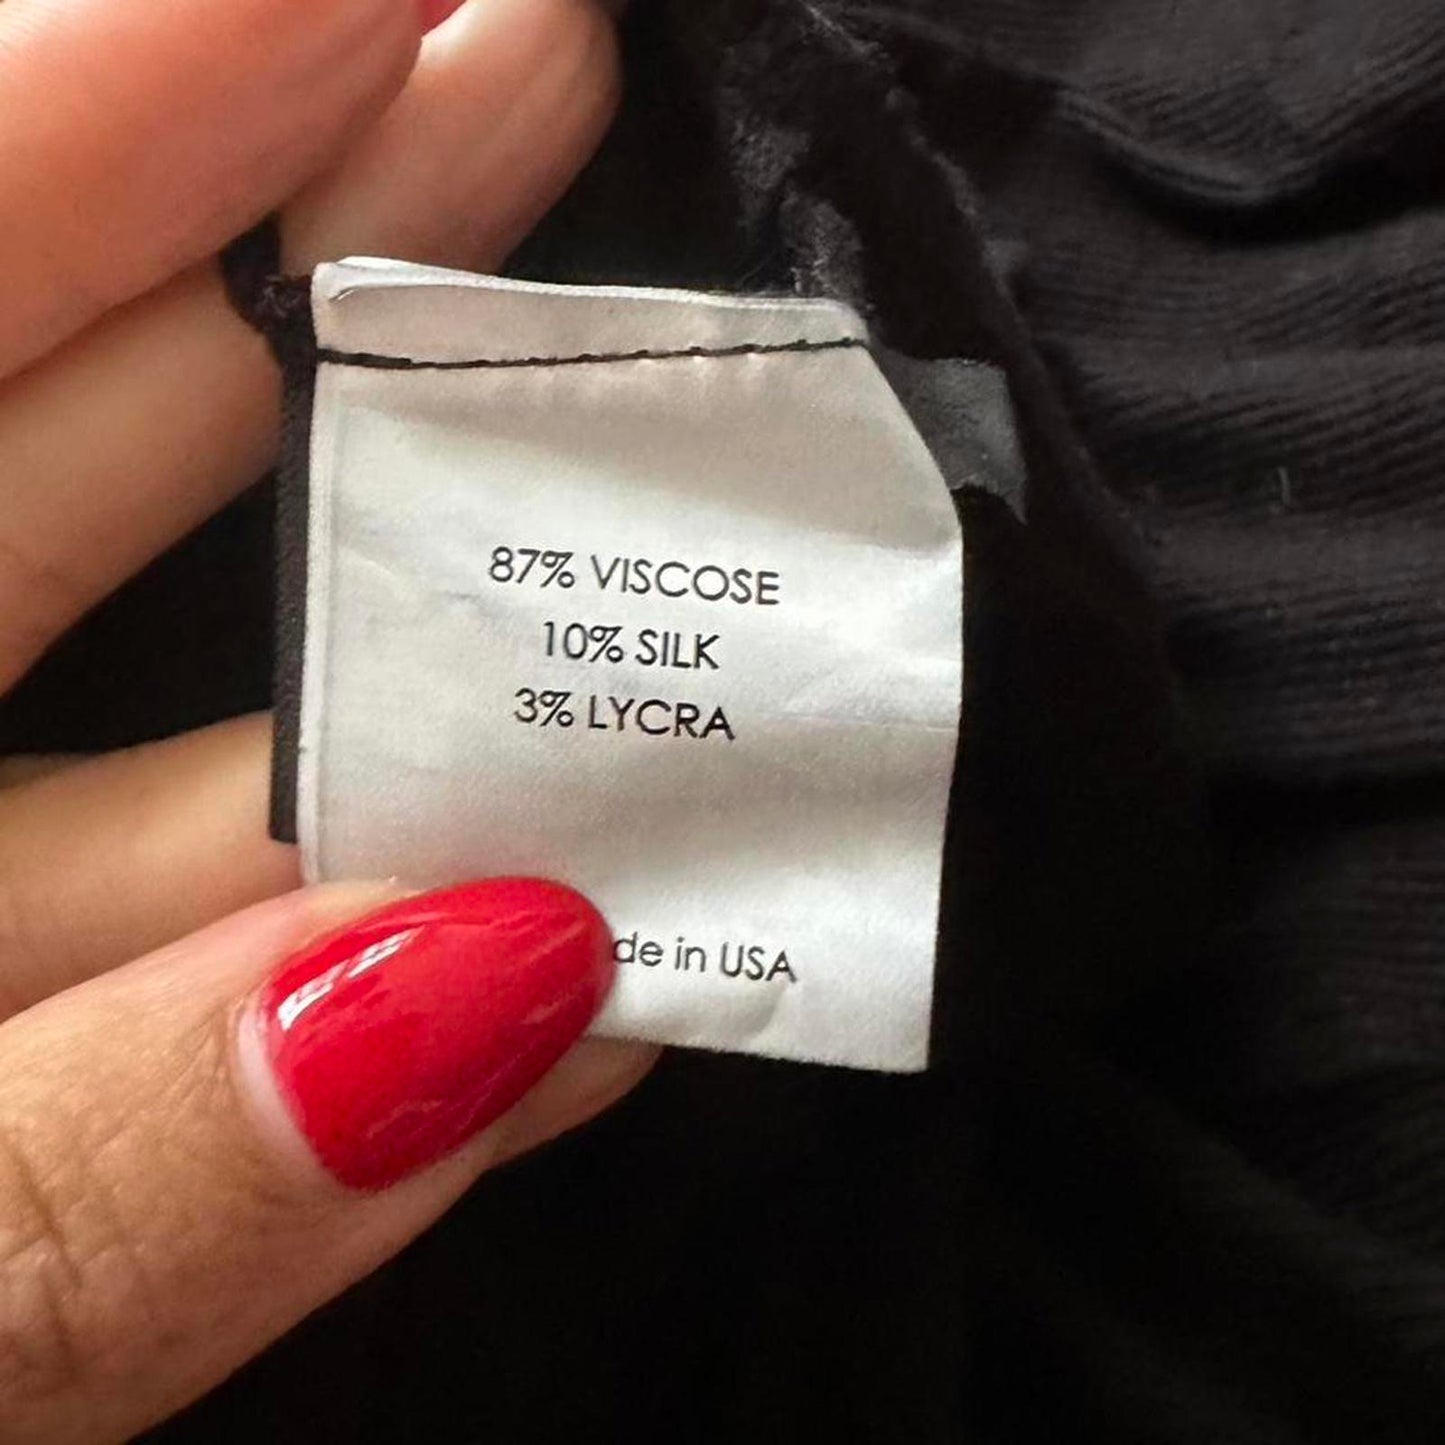 87% VISCOSE
10% SILK
3% LYCRA
de in USA